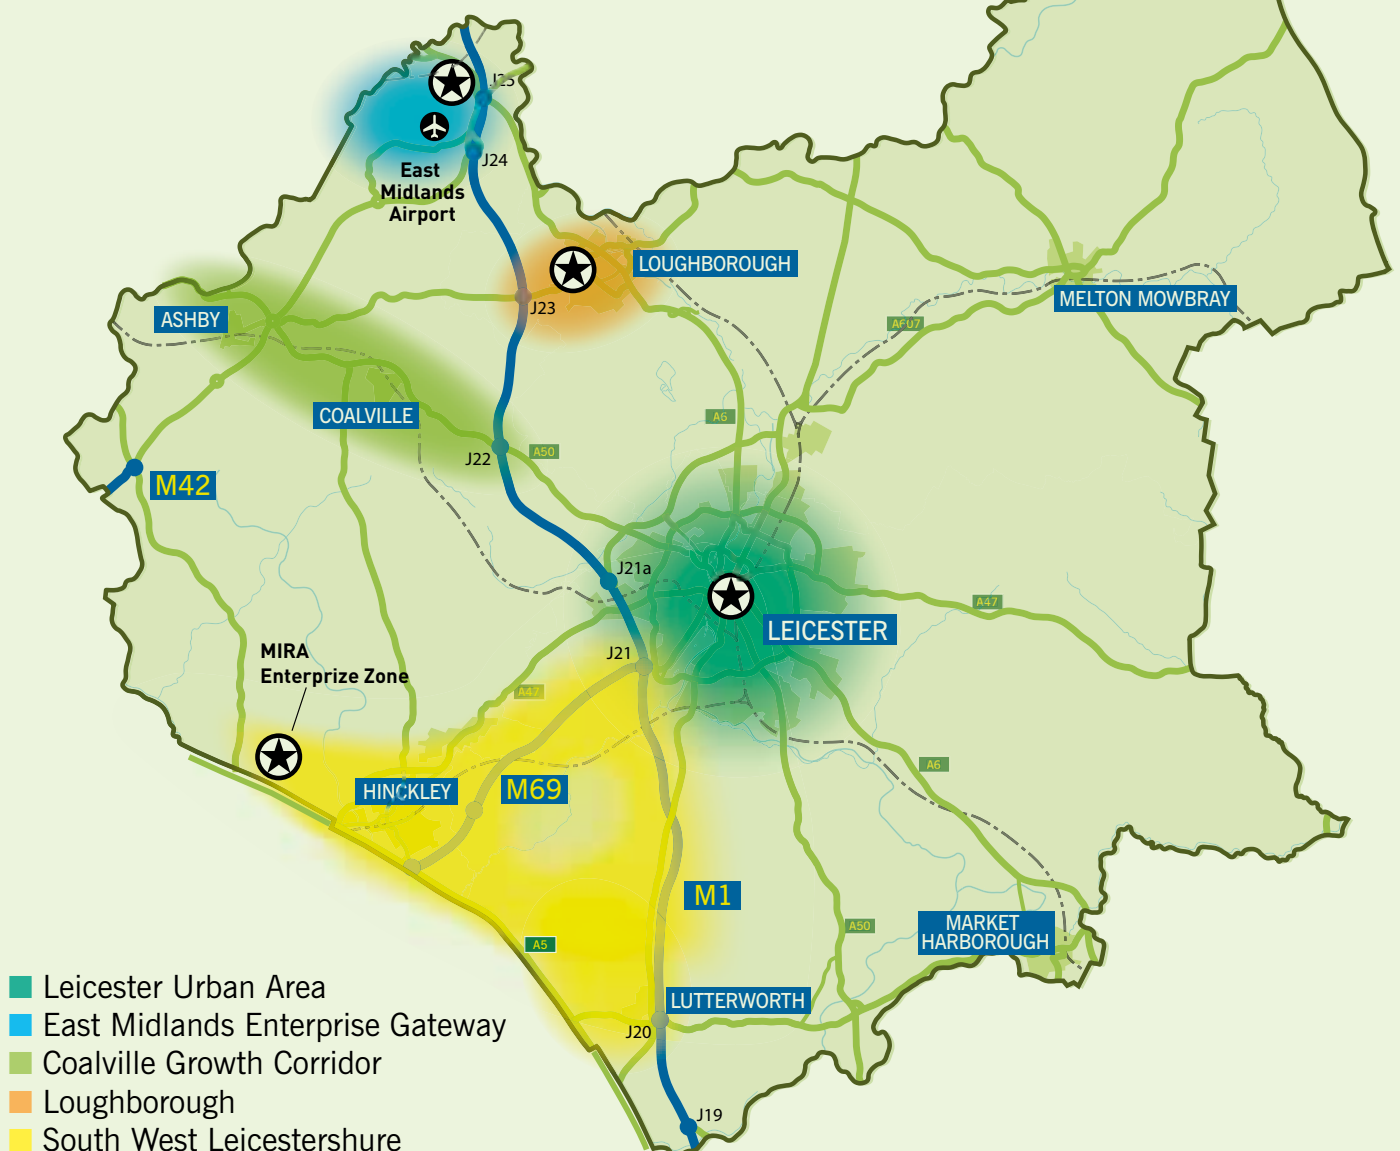 J25
J24
East
Midlands
Airport
LOUGHBOROUGH
MELTON MOWBRAY
J23
ASHBY
A607
COALVILLE
A6
A50
J22
M42
J21a
LEICESTER
A47
J21
MIRA
Enterprize Zone
A47
HINCKLEY
M69
A6
M1
A5
A50
MARKET
HARBOROUGH
LUTTERWORTH
J20
J19
Leicester Urban Area
East Midlands Enterprise Gateway
Coalville Growth Corridor
Loughborough
South West Leicestershure